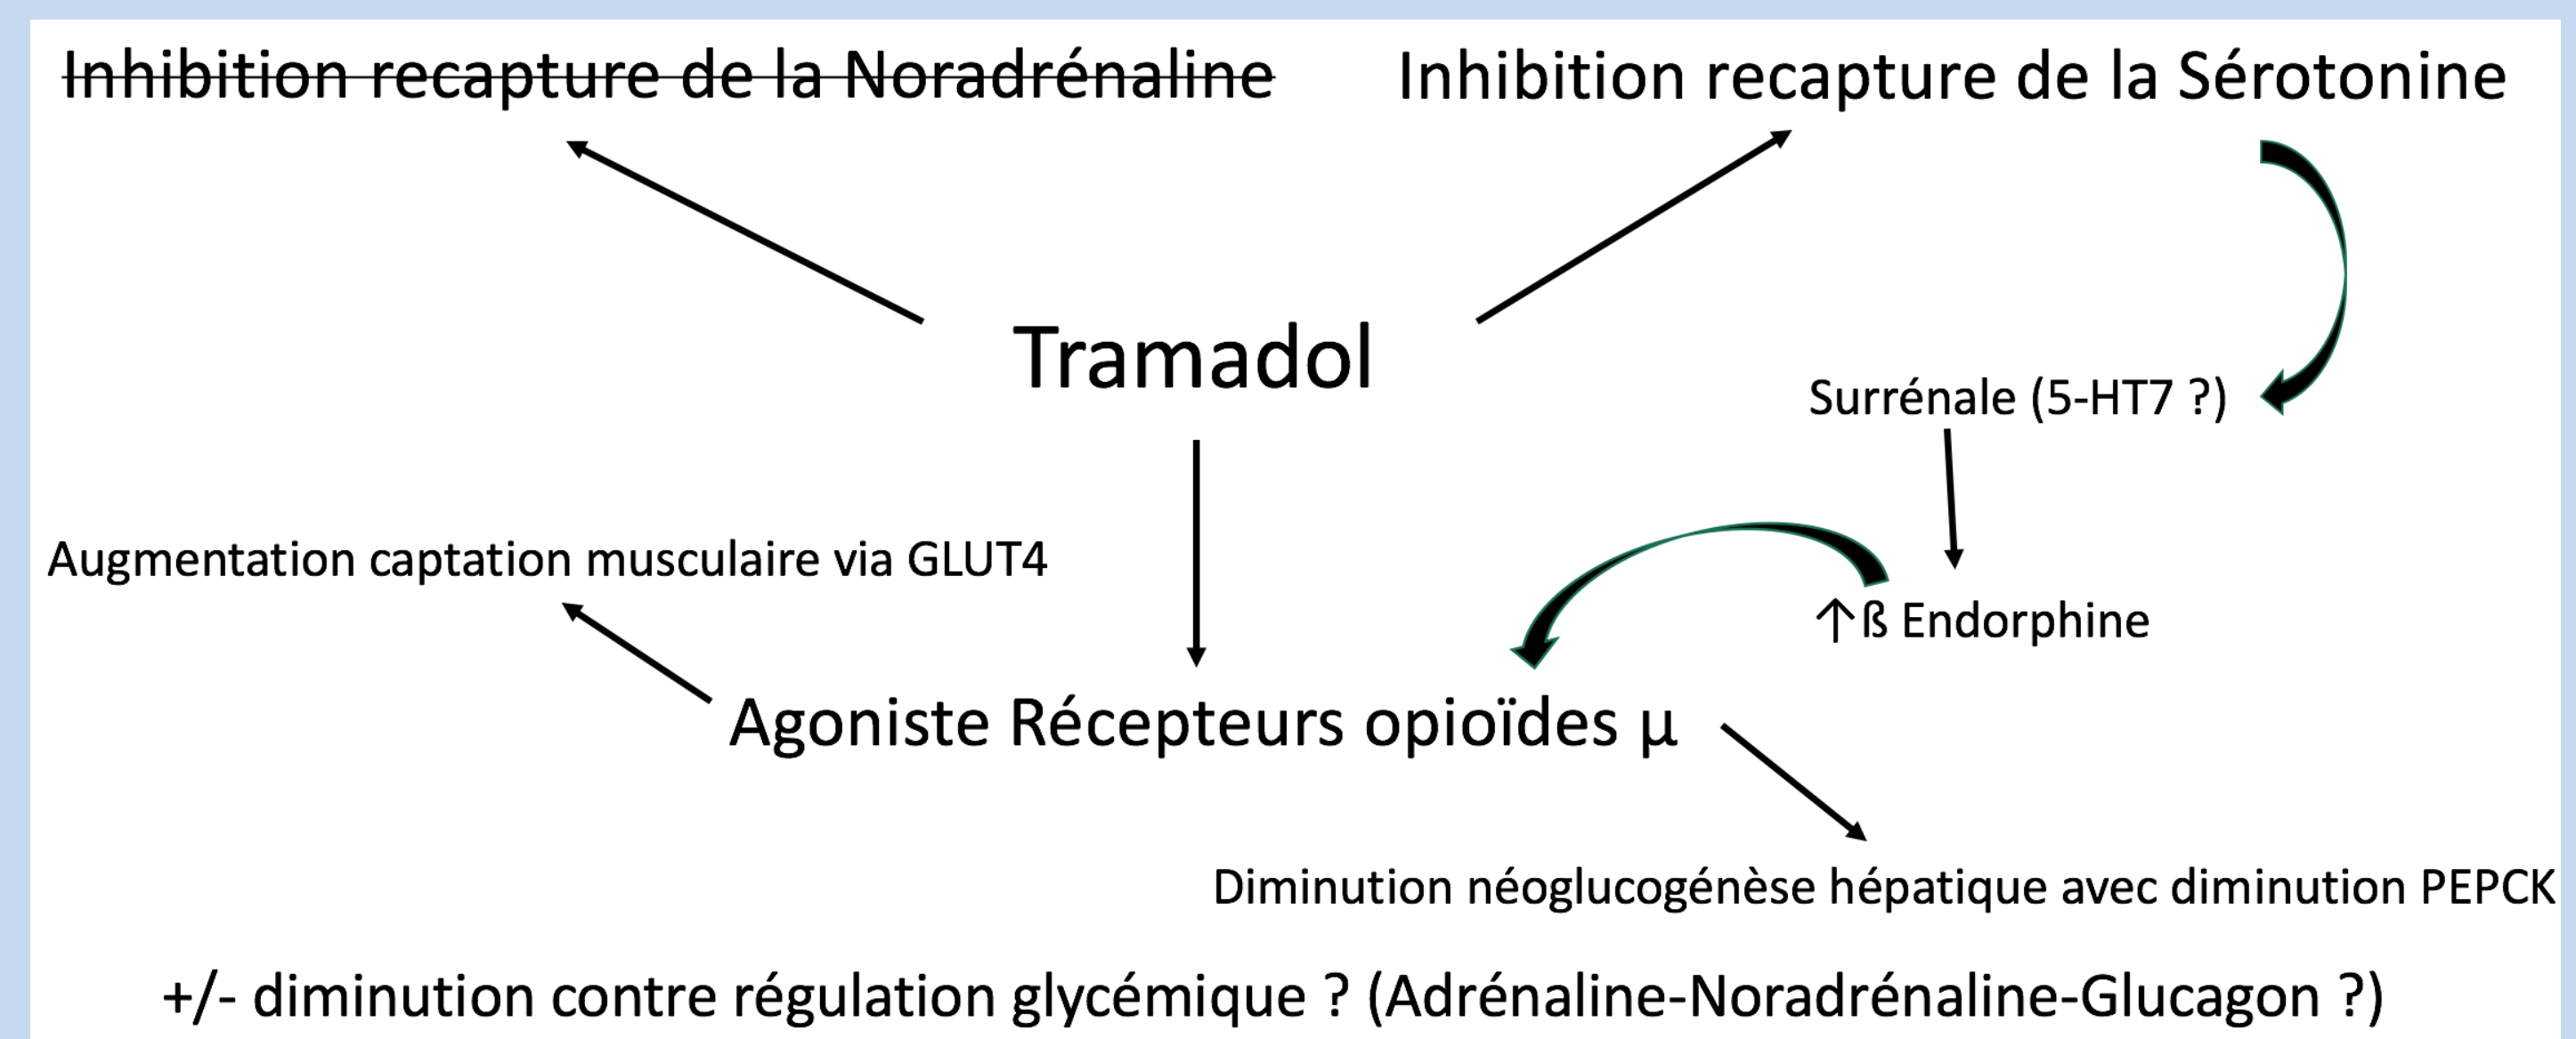 Inhibition recapture de la Noradrénaline
Inhibition recapture de la Sérotonine
Tramadol
Surrénale (5-HT7 ?)
Augmentation captation musculaire via GLUT4
↑ß Endorphine
Agoniste Récepteurs opioïdes µ
Diminution néoglucogénèse hépatique avec diminution PEPCK
+/- diminution contre régulation glycémique ? (Adrénaline-Noradrénaline-Glucagon ?)